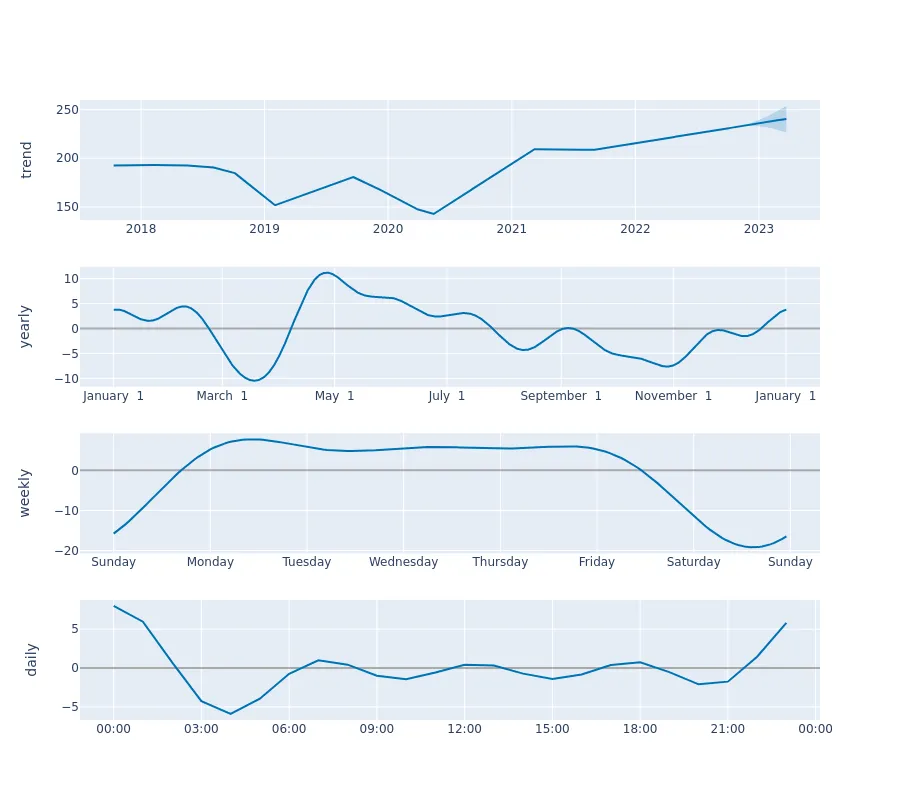 trend
250
200
150
2018 2019 2020 2021 2022 2023
yearly
10
5
0
−5
−10
January 1 March 1 May 1 July 1 September 1 November 1 January 1
weekly
0
−10
−20
Sunday Monday Tuesday Wednesday Thursday Friday Saturday Sunday
daily
5
0
−5
00:00 03:00 06:00 09:00 12:00 15:00 18:00 21:00 00:00